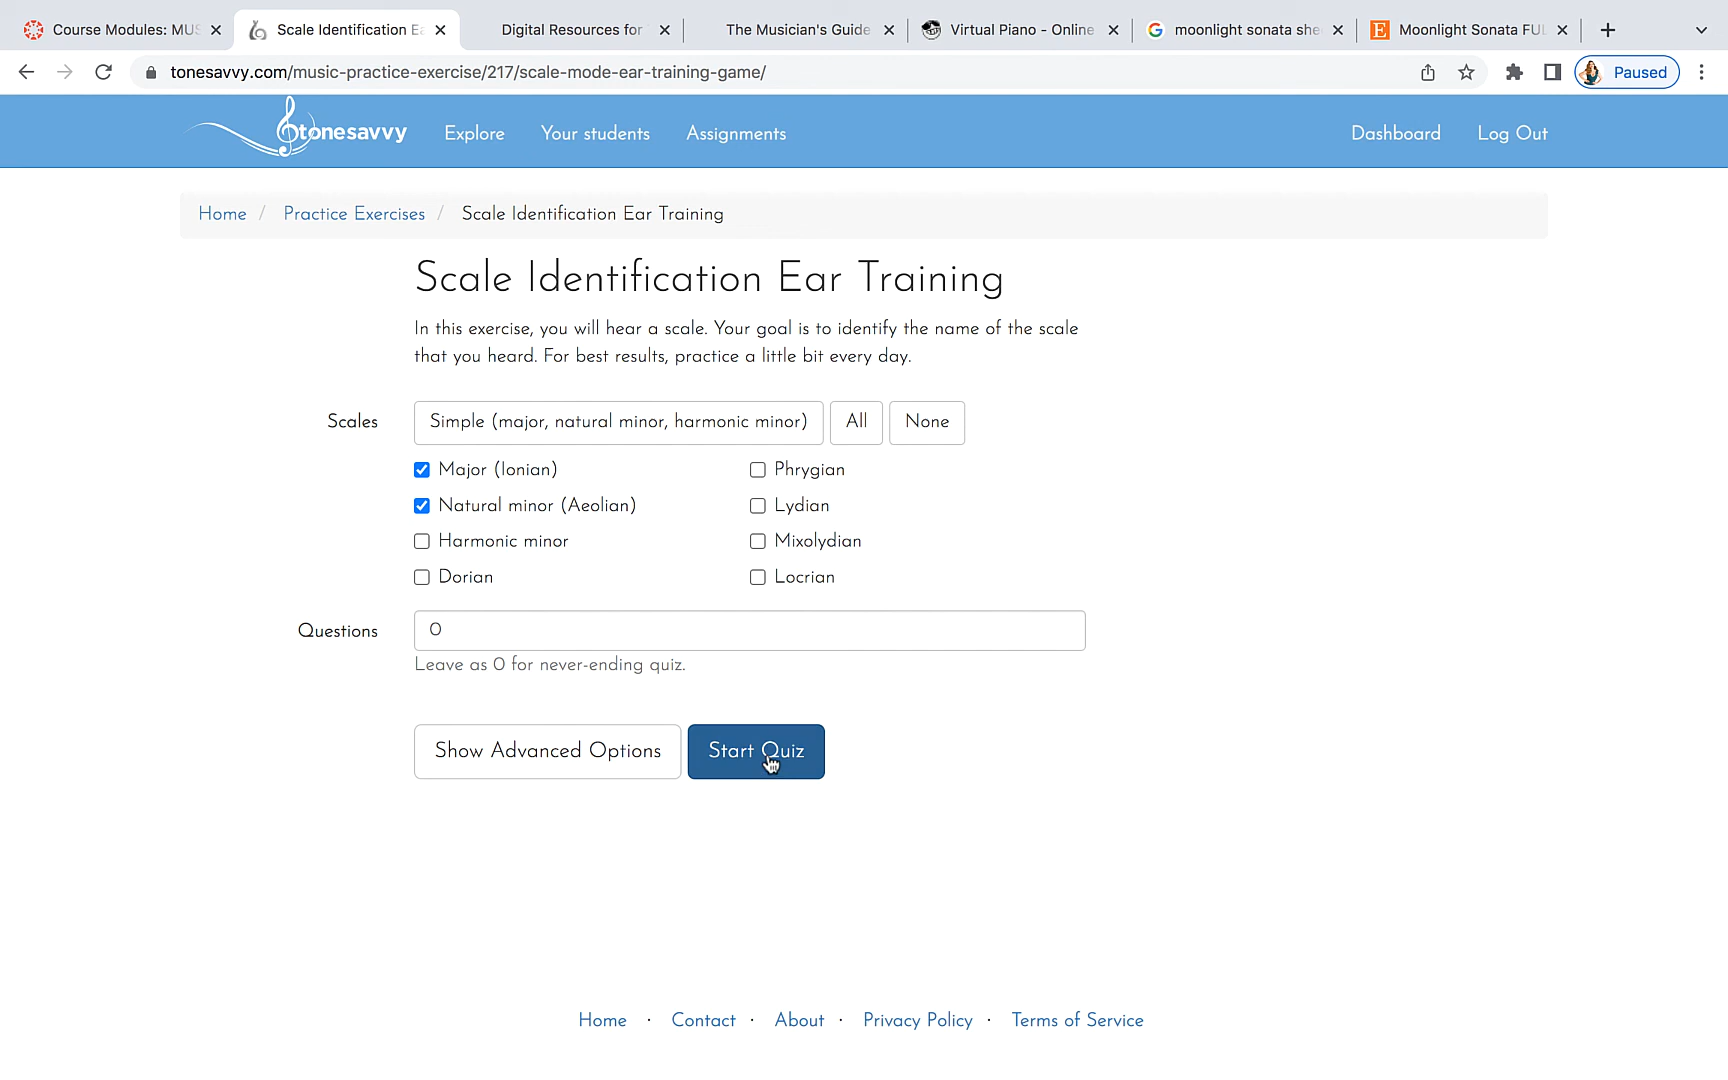 Course Modules: MUS
Scale Identification Ea
Digital Resources for
The Musician's Guide
Virtual Piano - Online
moonlight sonata she
Moonlight Sonata FUL
tonesavvy.com/music-practice-exercise/217/scale-mode-ear-training-game/
Paused
tonesavvy
Explore
Your students
Assignments
Dashboard
Log Out
Home / Practice Exercises / Scale Identification Ear Training
Scale Identification Ear Training
In this exercise, you will hear a scale. Your goal is to identify the name of the scale
that you heard. For best results, practice a little bit every day.
Scales
Simple (major, natural minor, harmonic minor)
All
None
Major (Ionian)
Phrygian
Natural minor (Aeolian)
Lydian
Harmonic minor
Mixolydian
Dorian
Locrian
Questions
0
Leave as 0 for never-ending quiz.
Show Advanced Options
Start Quiz
Home · Contact · About · Privacy Policy · Terms of Service